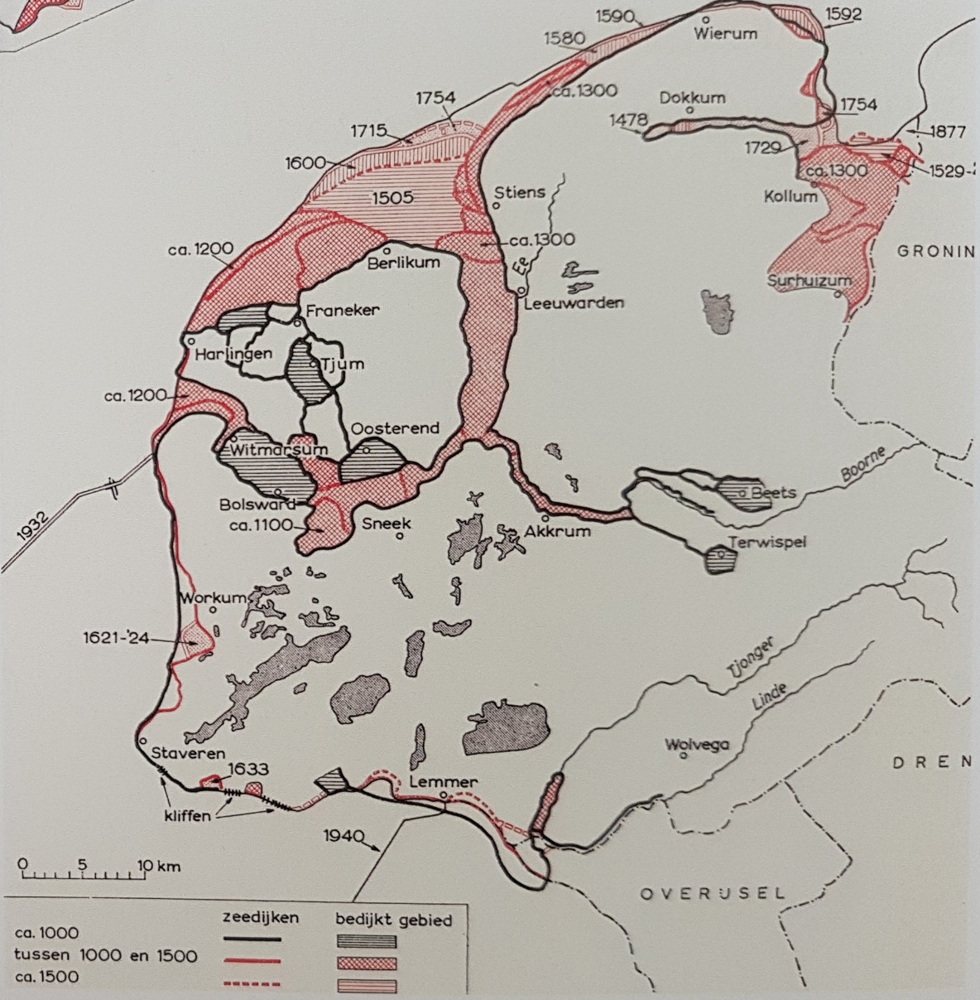 1590
1592
Wierum
1580
ca.1300
Dokkum
1754
1754
1478
1715
1877
1729
1600
ca.1300
1529-
1505
Stiens
Kollum
ca.1200
ca.1300
GRONIN
Berlikum
Ee
Surhuizum
Leeuwarden
Franeker
Harlingen
Tjum
ca.1200
Oosterend
Witmarsum
Boorne
Beets
Bolsward
1932
ca.1100
Sneek
Akkrum
Terwispel
Workum
1621-'24
Tjonger
Linde
Wolvega
Staveren
DREN
1633
Lemmer
kliffen
1940
0 5 10 km
OVERIJSEL
zeedijken bedijkt gebied
ca. 1000
tussen 1000 en 1500
ca. 1500